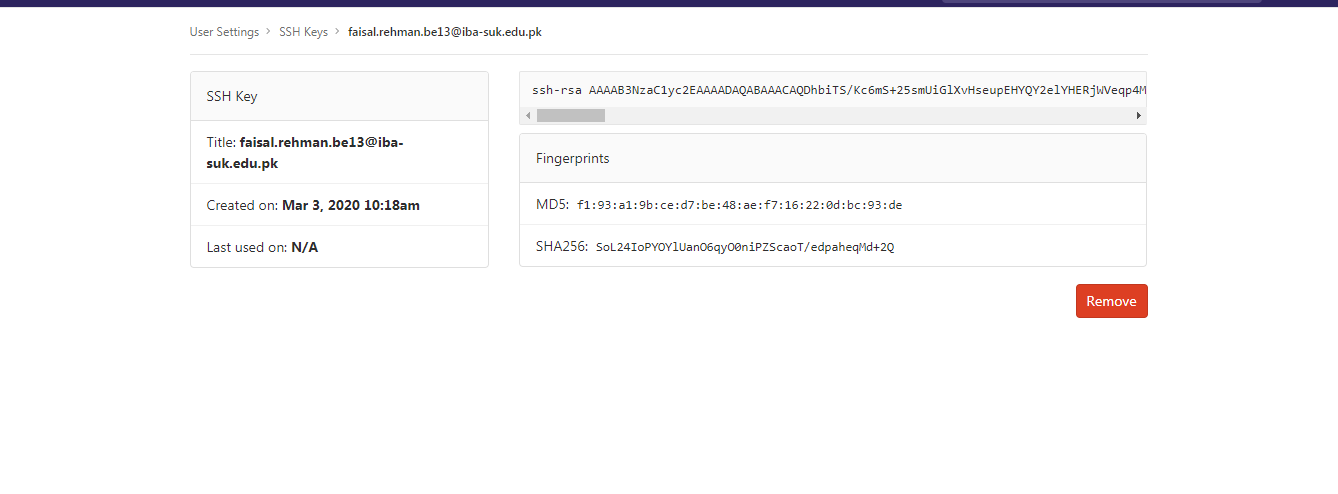 User Settings > SSH Keys > faisal.rehman.be13@iba-suk.edu.pk
SSH Key
Title: faisal.rehman.be13@iba-
suk.edu.pk
Created on: Mar 3, 2020 10:18am
Last used on: N/A
ssh-rsa AAAAB3NzaC1yc2EAAAADAQABAAACAQDhbiTS/Kc6mS+25smUiGlXvHseupEHYQY2elYHERjWVeqp4M
Fingerprints
MD5: f1:93:a1:9b:ce:d7:be:48:ae:f7:16:22:0d:bc:93:de
SHA256: SoL24IoPYOYlUanO6qyO0niPZScaoT/edpaheqMd+2Q
Remove